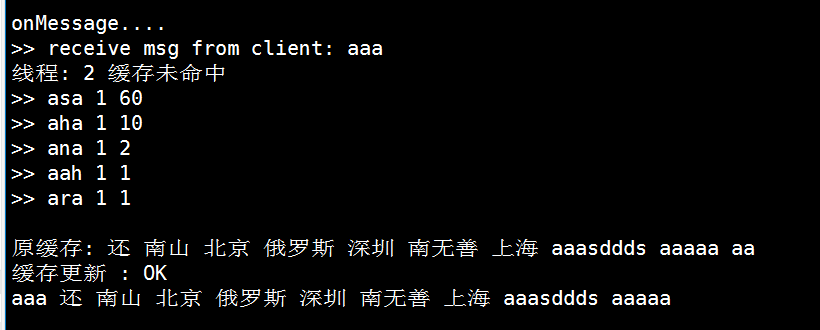 onMessage....
>> receive msg from client: aaa
线程: 2 缓存未命中
>> asa 1 60
>> aha 1 10
>> ana 1 2
>> aah 1 1
>> ara 1 1
原缓存: 还 南山 北京 俄罗斯 深圳 南无善 上海 aaasddds aaaaa aa
缓存更新 : OK
aaa 还 南山 北京 俄罗斯 深圳 南无善 上海 aaasddds aaaaa